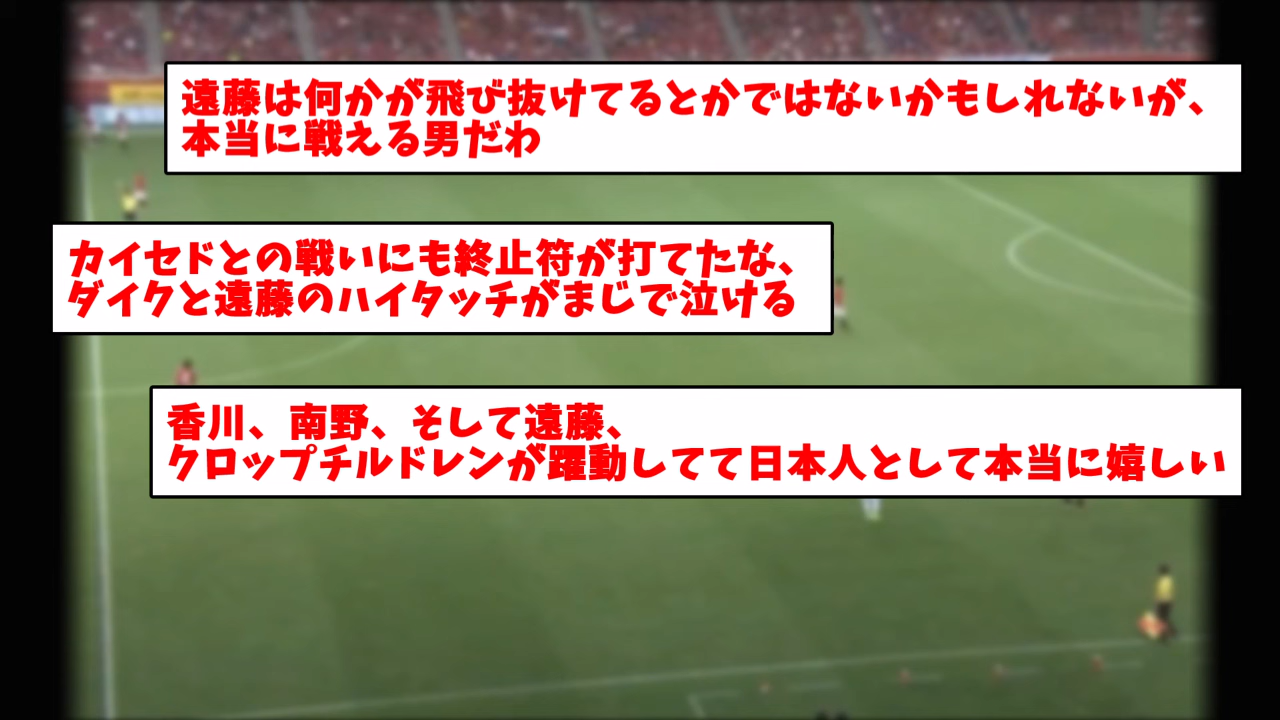 遠藤は何かが飛び抜けてるとかではないかもしれないが、
本当に戦える男だわ
カイセドとの戦いにも終止符が打てたな、
ダイクと遠藤のハイタッチがまじで泣ける
香川、南野、そして遠藤、
クロップチルドレンが躍動してて日本人として本当に嬉しい